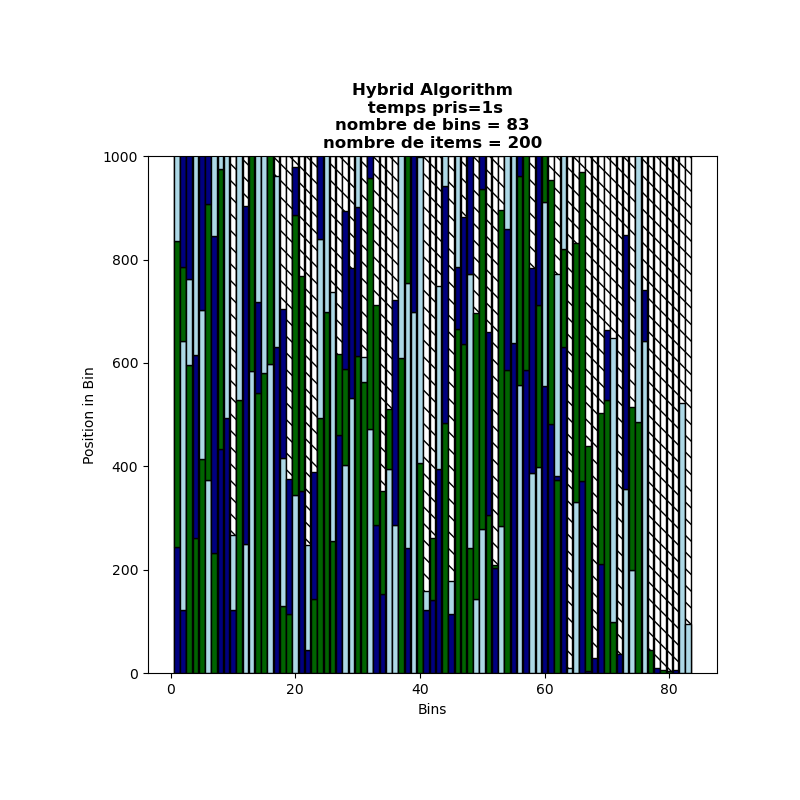 Hybrid Algorithm
temps pris=1s
nombre de bins = 83
nombre de items = 200
1000
800
600
400
200
0
Position in Bin
0 20 40 60 80
Bins